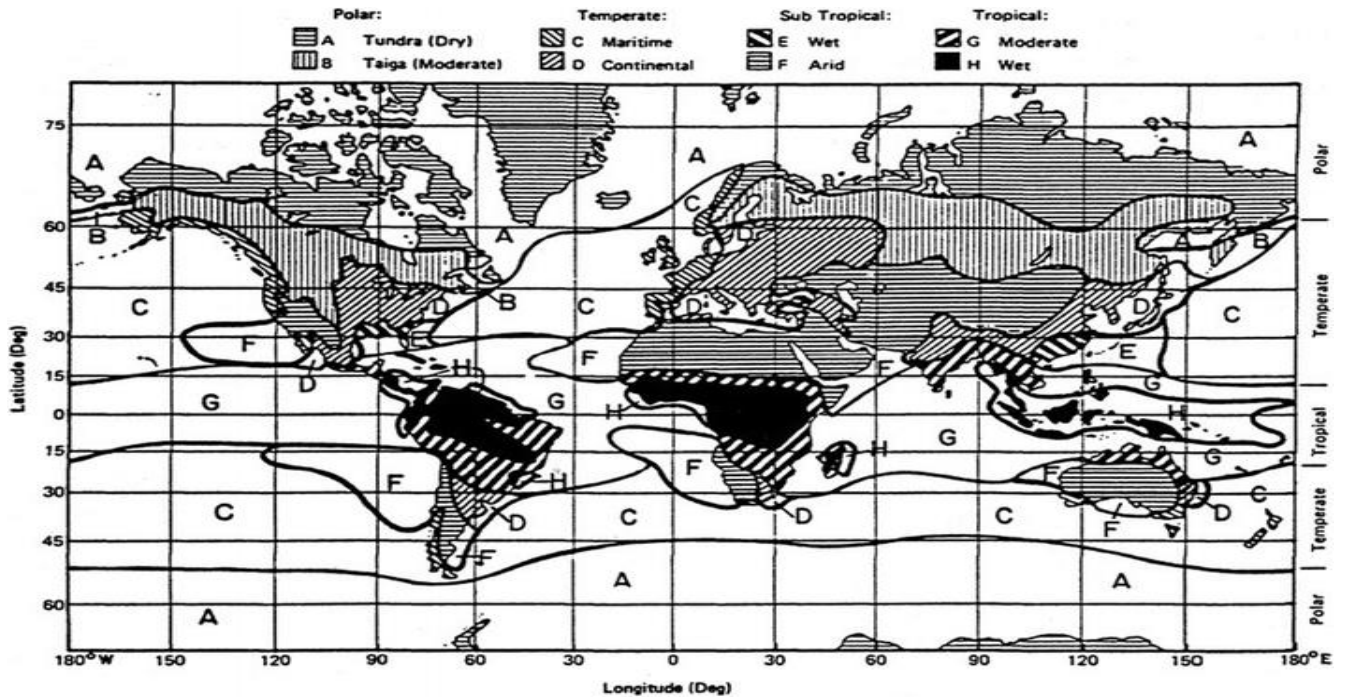 Polar: Temperate: Sub Tropical: Tropical:
A Tundra (Dry) C Maritime E Wet G Moderate
B Taiga (Moderate) D Continental F Arid H Wet
75
A A A
Polar
60
C D
B A A B
45
C D B C D D C
Temperate
30
F E F F E
15
D H G
G G H H
Latitude (Deg)
0
Tropical
G
15
F F H G
H F
30
C D C D C F D C
Temperate
45
F
A A
60
A
Polar
180°W 150 120 90 60 30 0 30 60 90 120 150 180°E
Longitude (Deg)